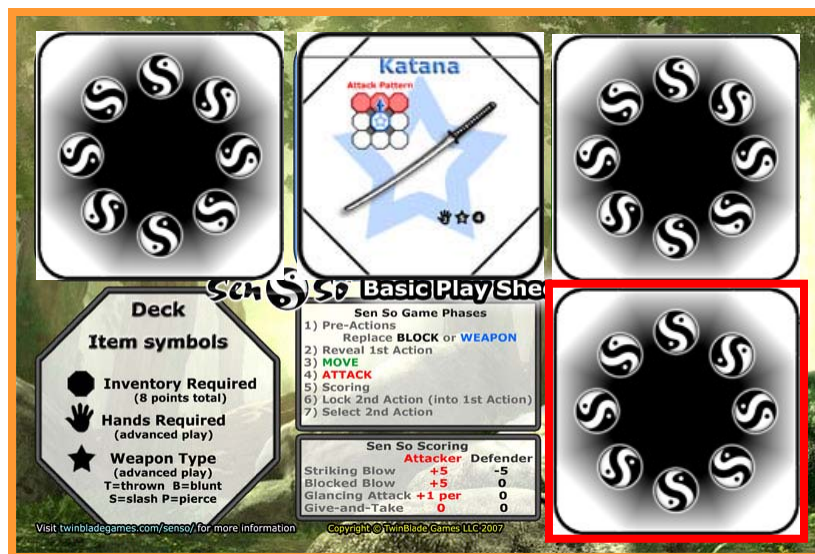 Katana
Attack Pattern
Sen So Basic Play Shee
Deck
Item symbols
Inventory Required
(8 points total)
Hands Required
(advanced play)
Weapon Type
(advanced play)
T=thrown B=blunt
S=slash P=pierce
Sen So Game Phases
1) Pre-Actions
Replace BLOCK or WEAPON
2) Reveal 1st Action
3) MOVE
4) ATTACK
5) Scoring
6) Lock 2nd Action (into 1st Action)
7) Select 2nd Action
Sen So Scoring
Attacker Defender
Striking Blow +5 -5
Blocked Blow +5 0
Glancing Attack +1 per 0
Give-and-Take 0 0
Visit twinbladegames.com/senso/ for more information
Copyright © TwinBlade Games LLC 2007